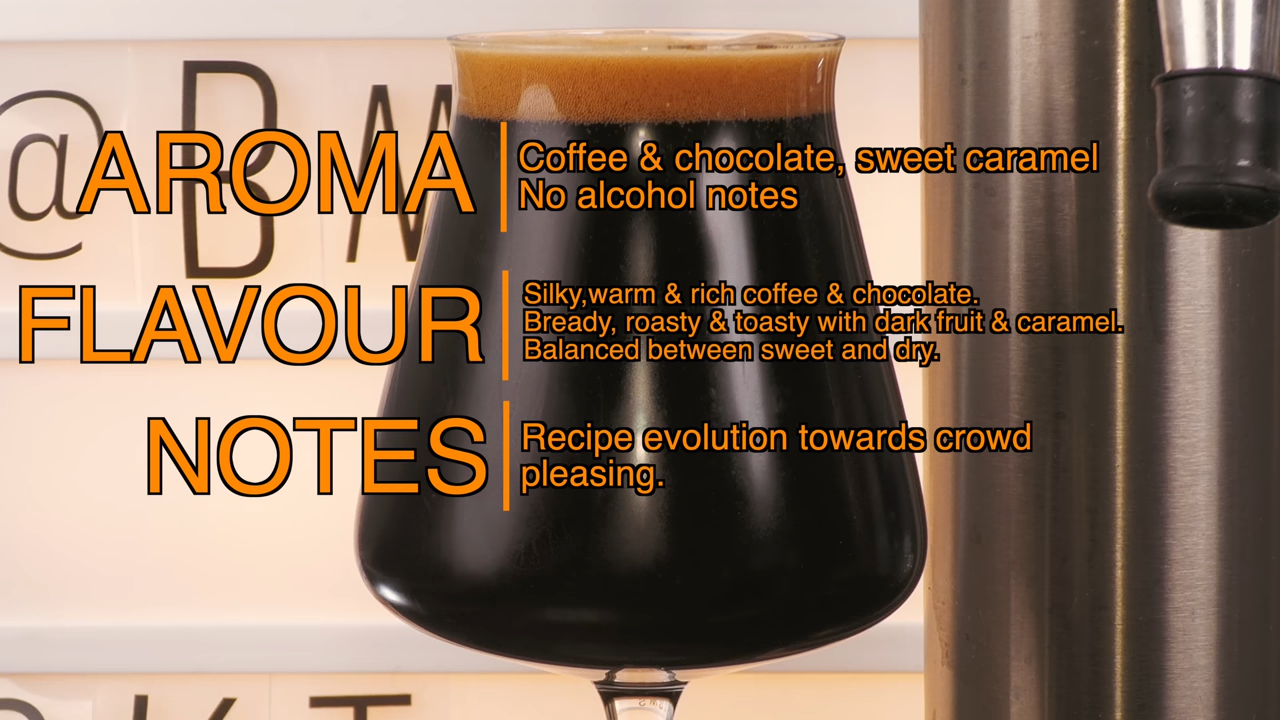 @BM
AROMA
Coffee & chocolate, sweet caramel
No alcohol notes
FLAVOUR
Silky,warm & rich coffee & chocolate.
Bready, roasty & toasty with dark fruit & caramel.
Balanced between sweet and dry.
NOTES
Recipe evolution towards crowd
pleasing.